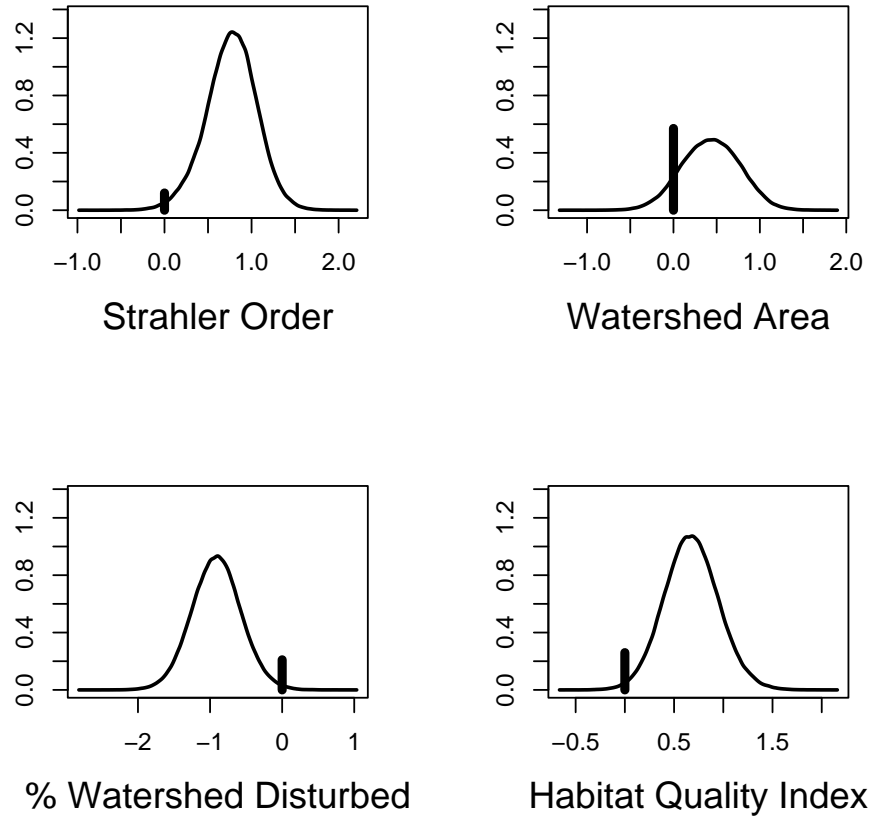 0.0 0.4 0.8 1.2
−1.0 0.0 1.0 2.0
Strahler Order
0.0 0.4 0.8 1.2
−1.0 0.0 1.0 2.0
Watershed Area
0.0 0.4 0.8 1.2
−2 −1 0 1
% Watershed Disturbed
0.0 0.4 0.8 1.2
−0.5 0.5 1.5
Habitat Quality Index